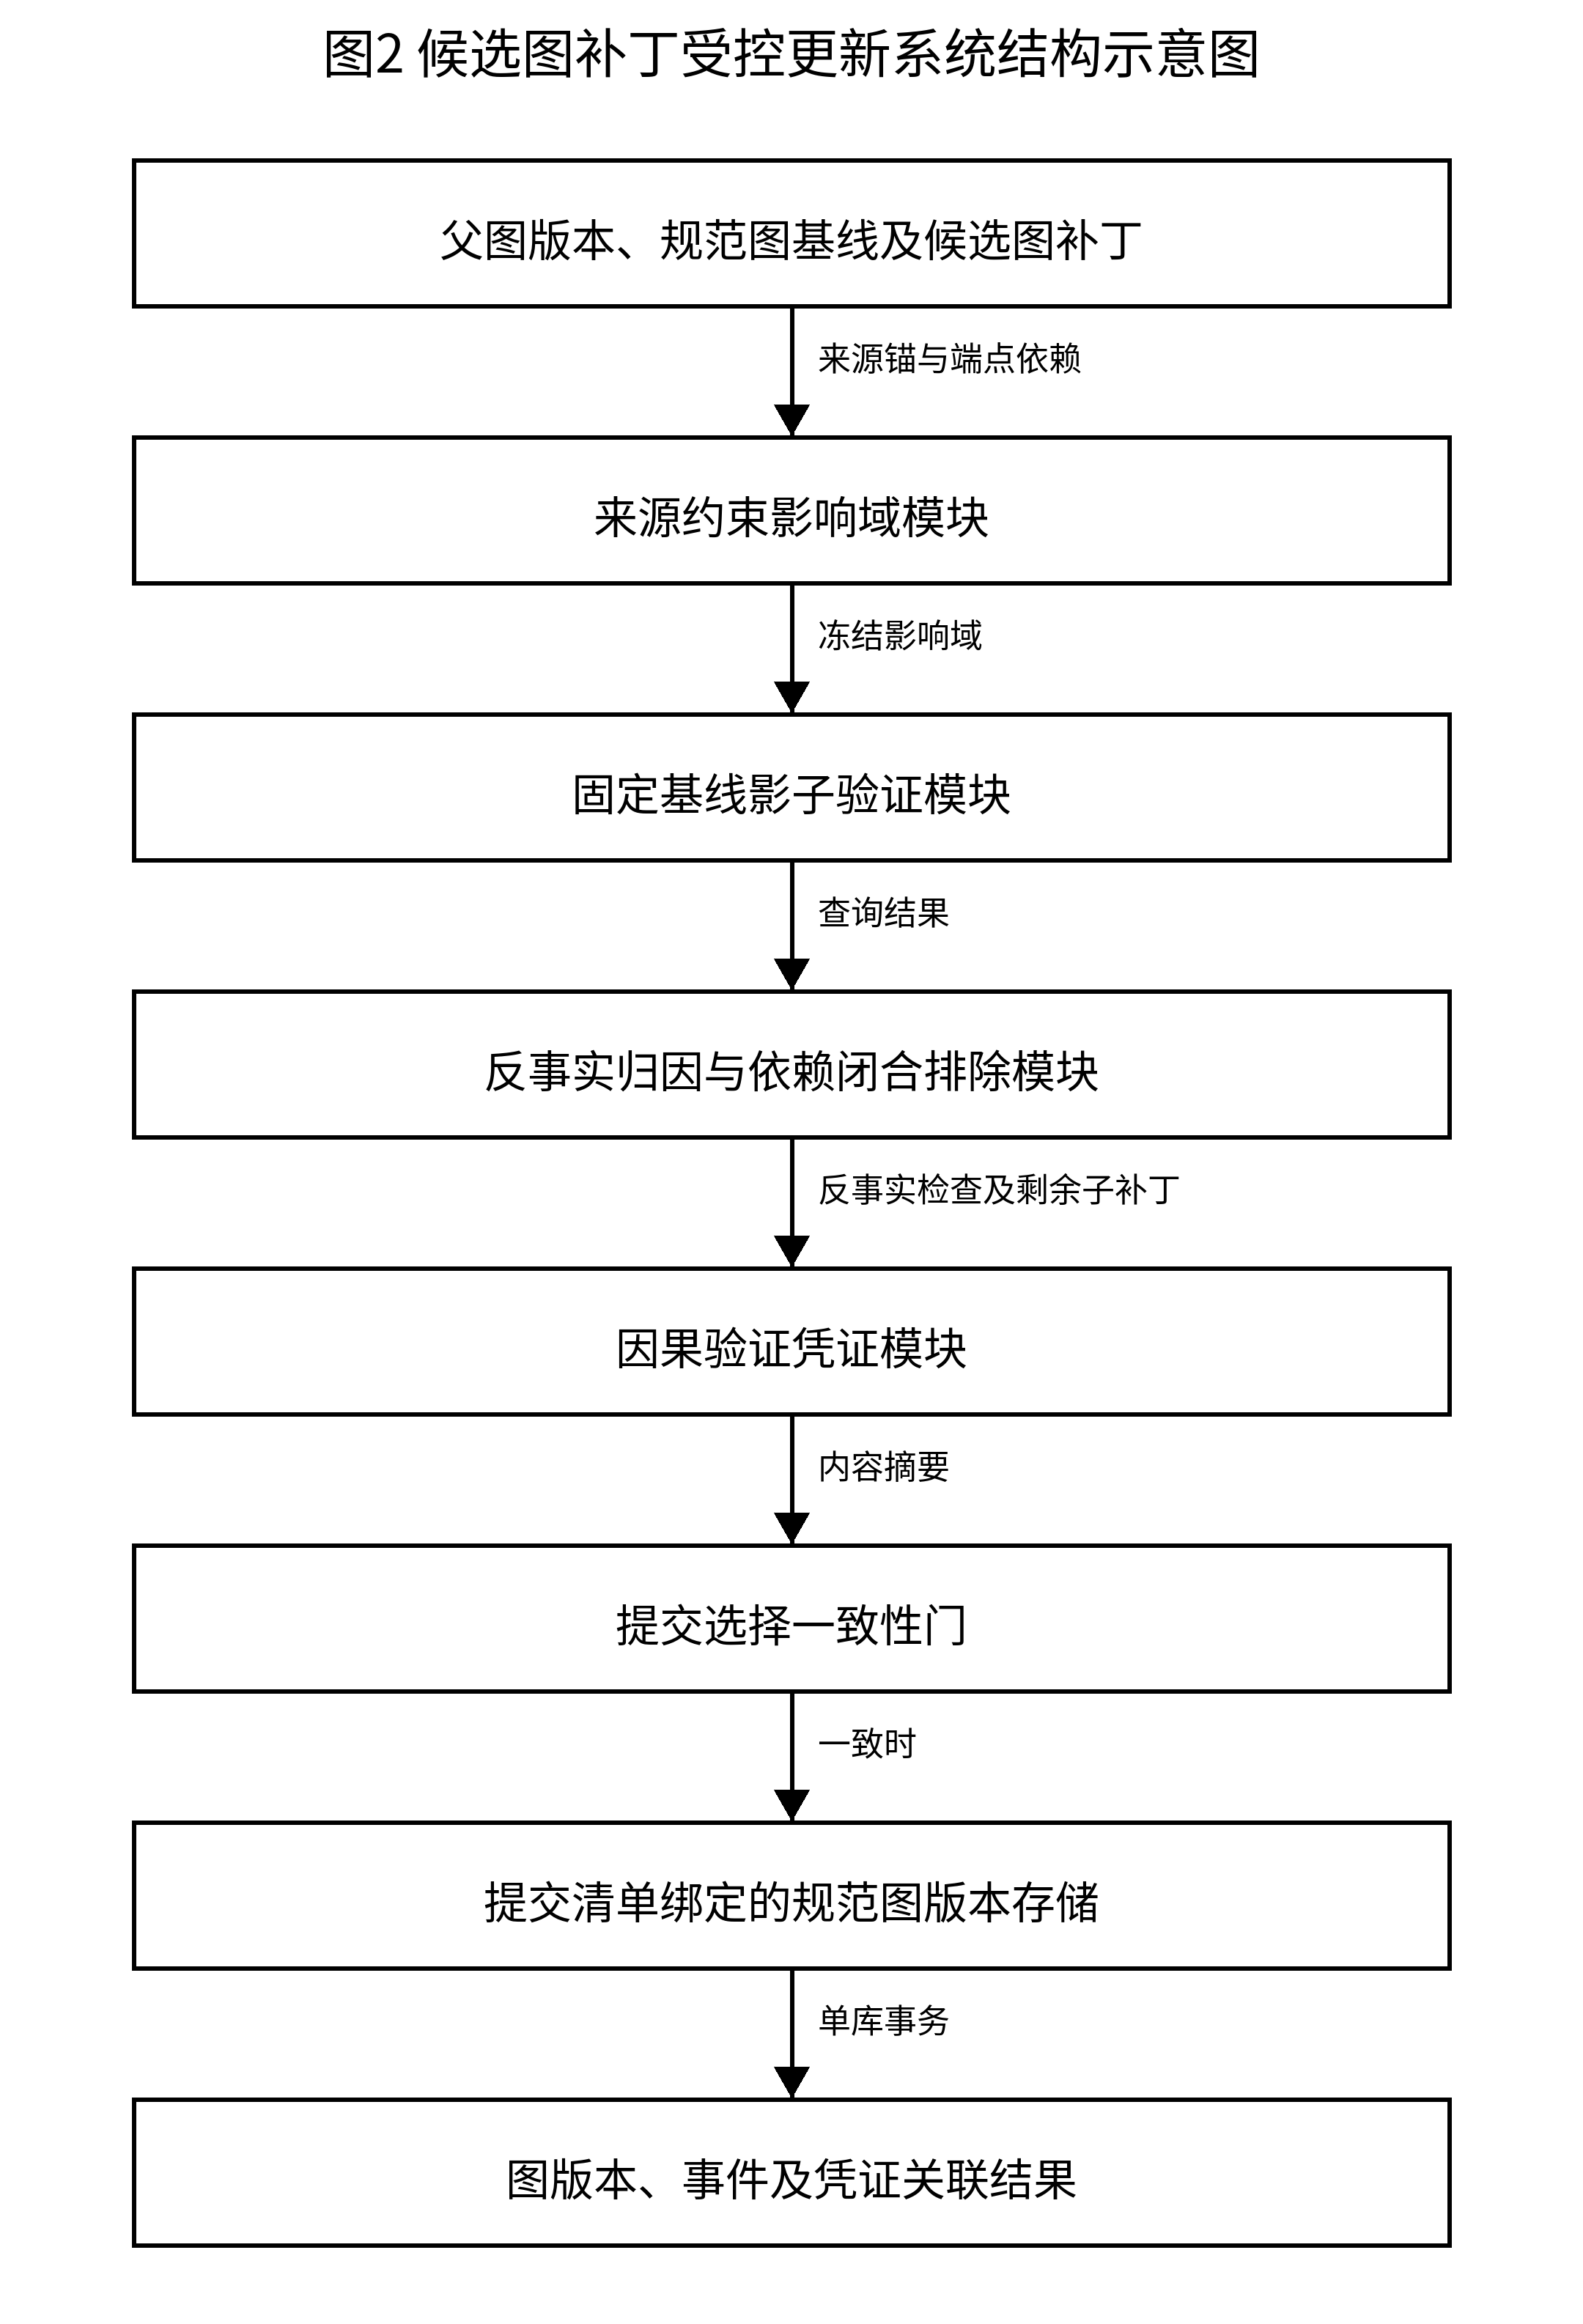 图2 候选图补丁受控更新系统结构示意图
父图版本、规范图基线及候选图补丁
来源锚与端点依赖
来源约束影响域模块
冻结影响域
固定基线影子验证模块
查询结果
反事实归因与依赖闭合排除模块
反事实检查及剩余子补丁
因果验证凭证模块
内容摘要
提交选择一致性门
一致时
提交清单绑定的规范图版本存储
单库事务
图版本、事件及凭证关联结果